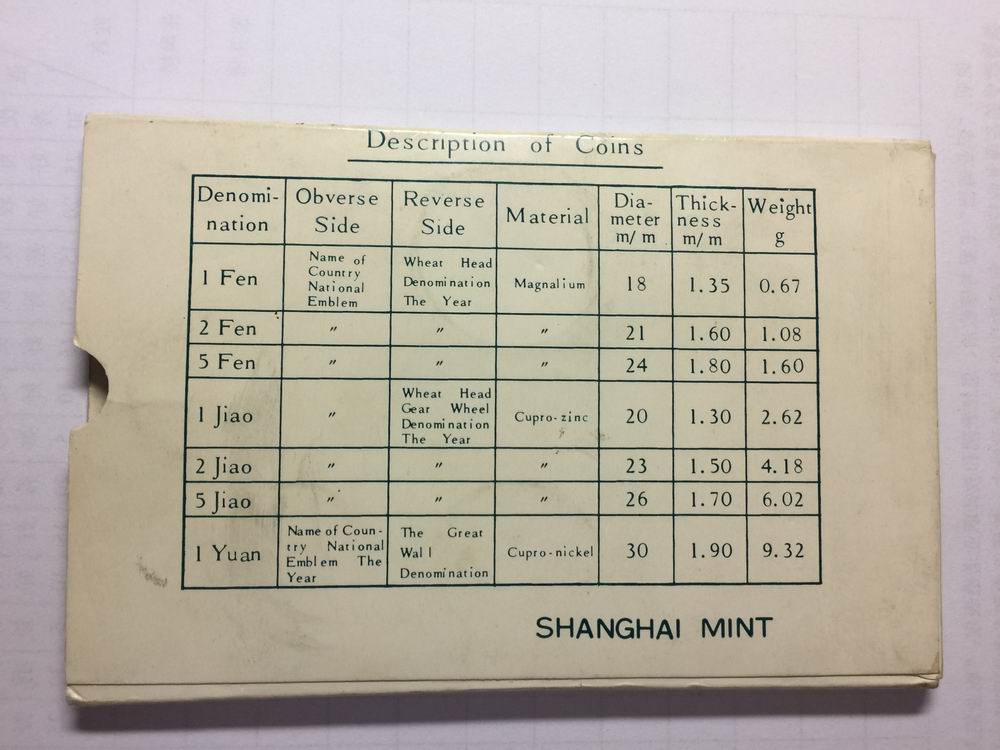 Description of Coins
Denomi-nation Obverse Side Reverse Side Material Dia-meter m/m Thick-ness m/m Weight g
1 Fen Name of Country National Emblem Wheat Head Denomination The Year Magnalium 18 1.35 0.67
2 Fen " " " 21 1.60 1.08
5 Fen " " " 24 1.80 1.60
1 Jiao " Wheat Head Gear Wheel Denomination The Year Cupro-zinc 20 1.30 2.62
2 Jiao " " " 23 1.50 4.18
5 Jiao " " " 26 1.70 6.02
1 Yuan Name of Coun-try National Emblem The Year The Great Wall Denomination Cupro-nickel 30 1.90 9.32
SHANGHAI MINT